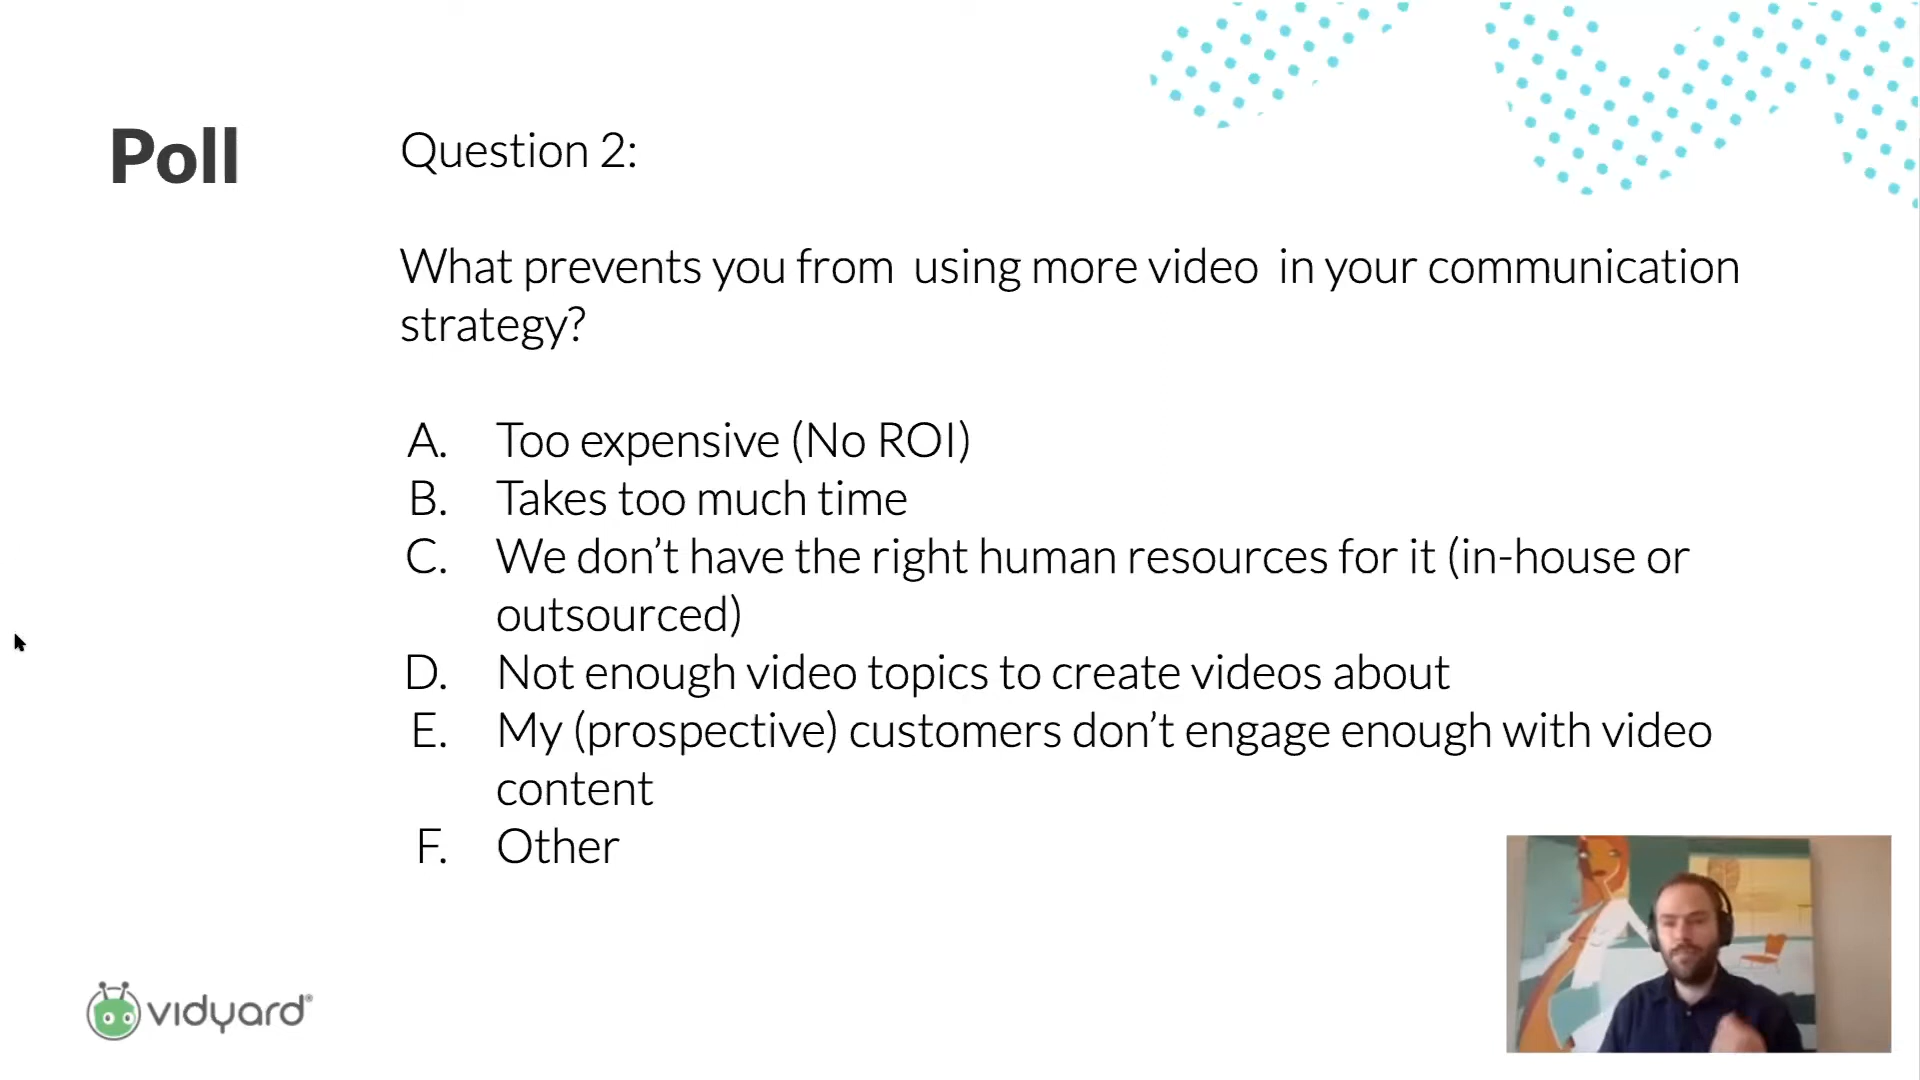 Poll
Question 2:
What prevents you from  using more video  in your communication
strategy?
A. Too expensive (No ROI)
B. Takes too much time
C. We don’t have the right human resources for it (in-house or
outsourced)
D. Not enough video topics to create videos about
E. My (prospective) customers don’t engage enough with video
content
F. Other
vidyard®